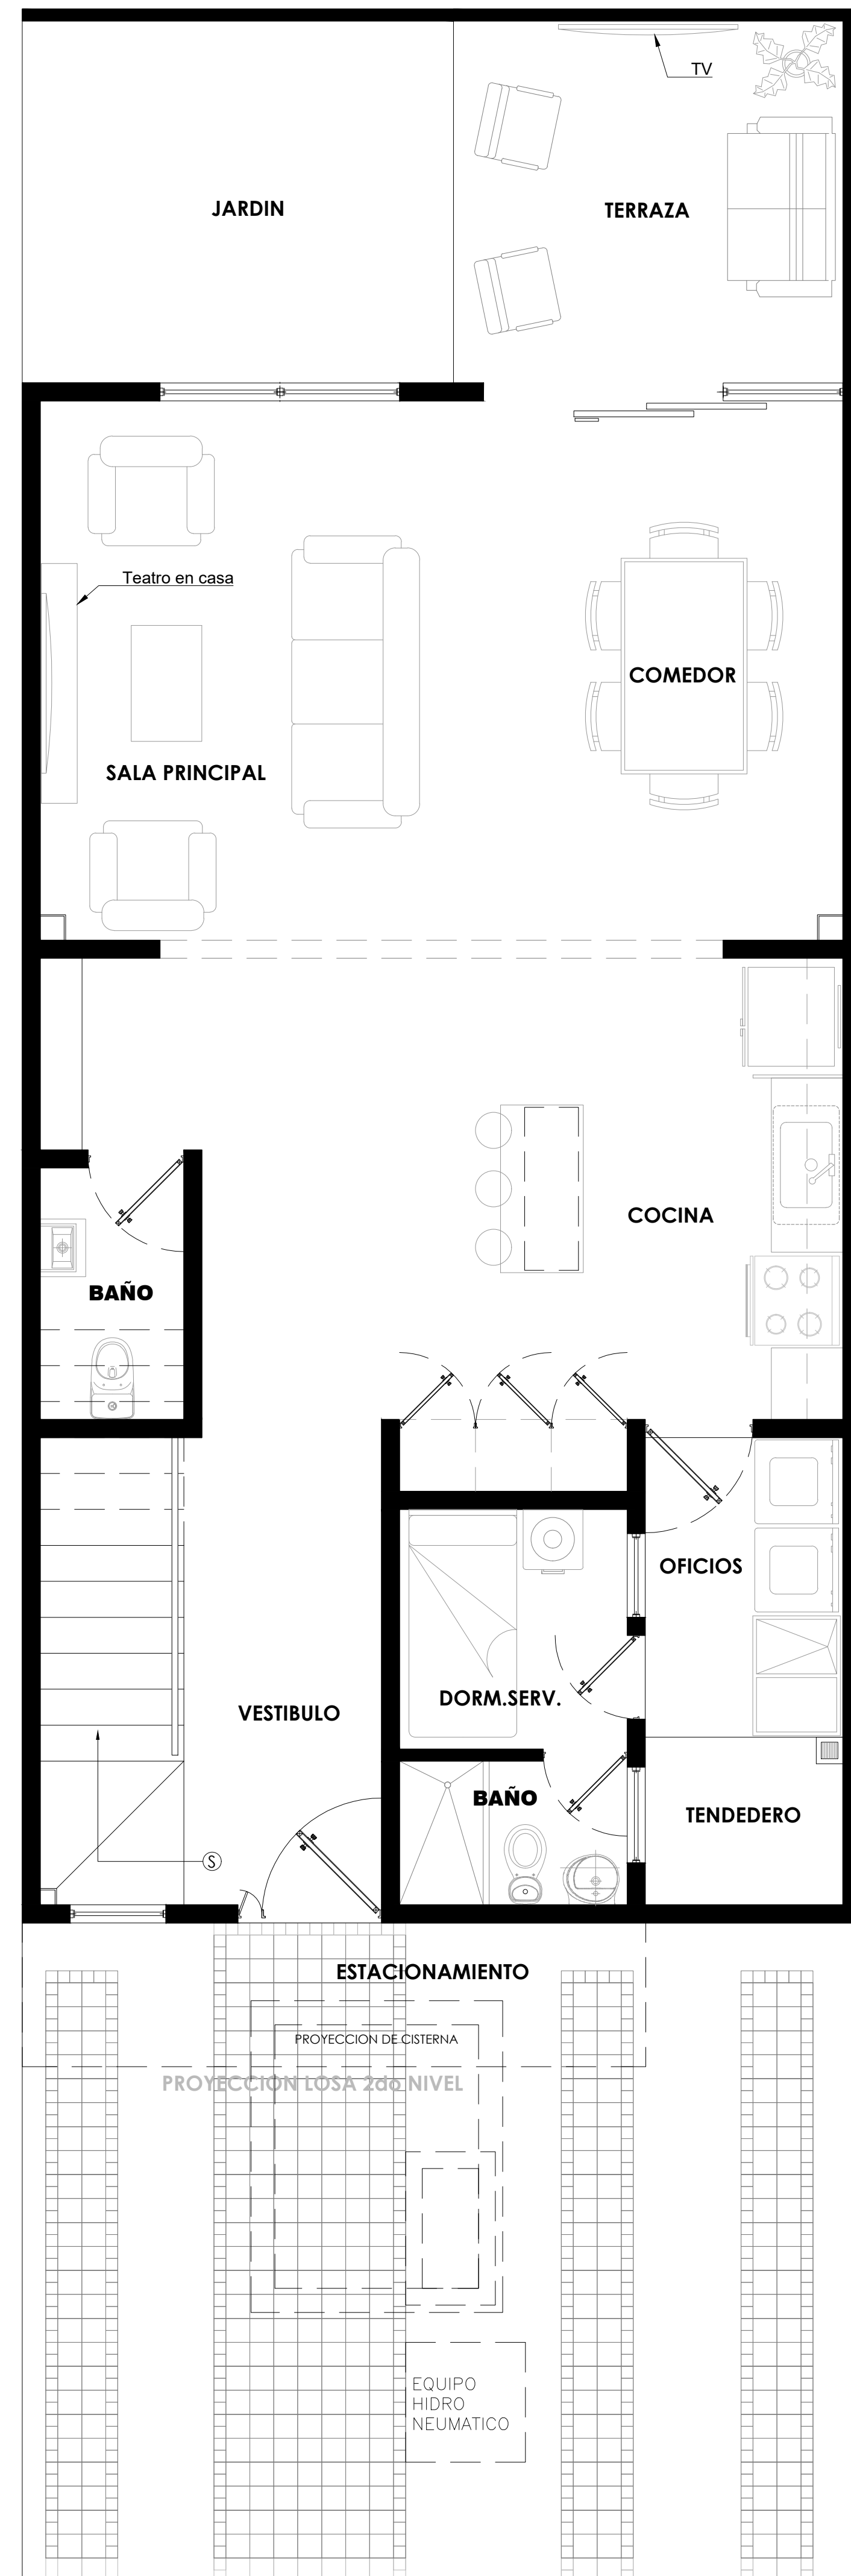 TV
JARDIN
TERRAZA
Teatro en casa
COMEDOR
SALA PRINCIPAL
COCINA
BAÑO
OFICIOS
DORM.SERV.
VESTIBULO
BAÑO
TENDEDERO
S
ESTACIONAMIENTO
PROYECCION DE CISTERNA
PROYECCION LOSA 2do NIVEL
EQUIPO
HIDRO
NEUMATICO